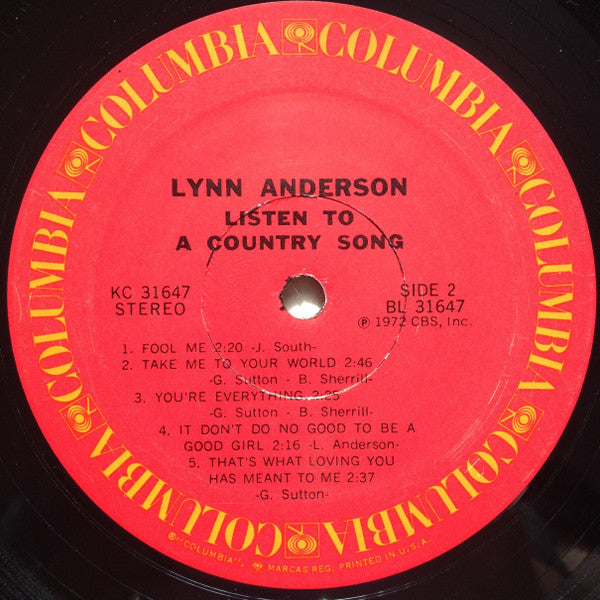 COLUMBIA COLUMBIA COLUMBIA COLUMBIA COLUMBIA COLUMBIA
LYNN ANDERSON
LISTEN TO
A COUNTRY SONG
KC 31647
STEREO
SIDE 2
BL 31647
Ⓟ 1972 CBS, Inc.
1. FOOL ME 2:20 -J. South-
2. TAKE ME TO YOUR WORLD 2:46
-G. Sutton - B. Sherrill-
3. YOU'RE EVERYTHING 2:25
-G. Sutton - B. Sherrill-
4. IT DON'T DO NO GOOD TO BE A
GOOD GIRL 2:16 -L. Anderson-
5. THAT'S WHAT LOVING YOU
HAS MEANT TO ME 2:37
-G. Sutton-
©"COLUMBIA", MARCAS REG. PRINTED IN U.S.A.